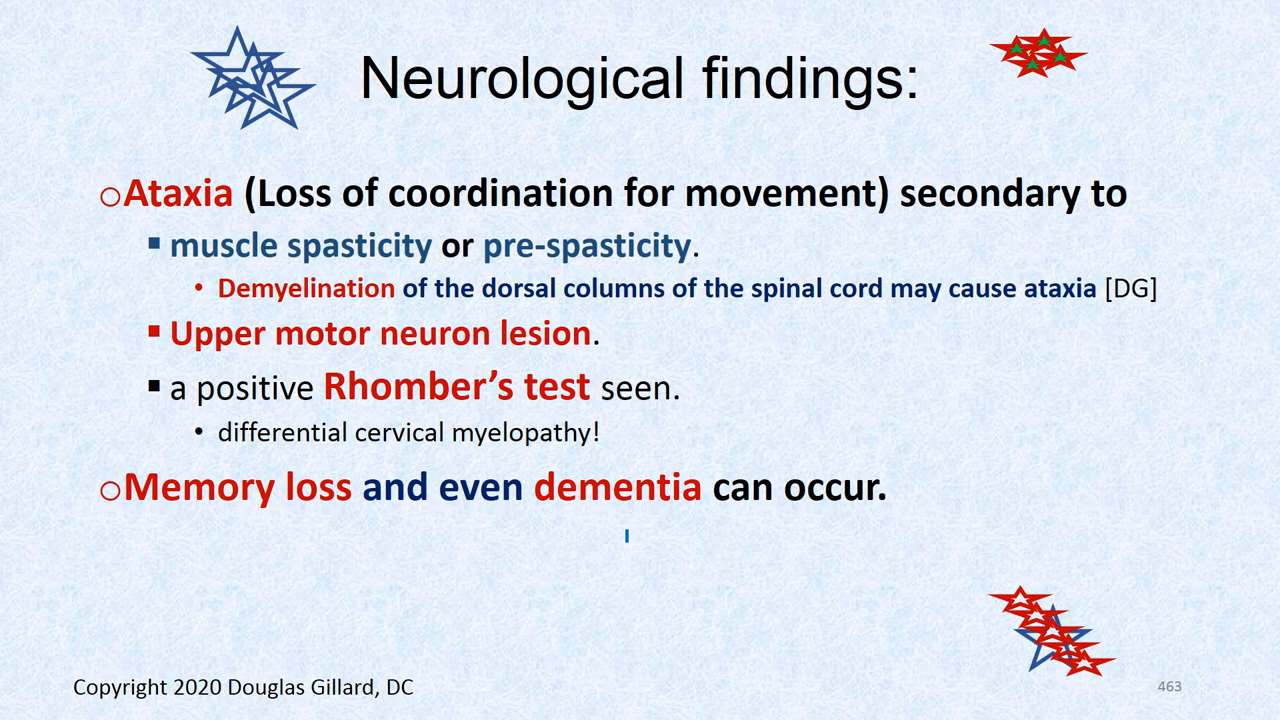 Neurological findings:
○Ataxia (Loss of coordination for movement) secondary to
▪ muscle spasticity or pre-spasticity.
• Demyelination of the dorsal columns of the spinal cord may cause ataxia [DG]
▪ Upper motor neuron lesion.
▪ a positive Rhomber’s test seen.
• differential cervical myelopathy!
○Memory loss and even dementia can occur.
Copyright 2020 Douglas Gillard, DC
463